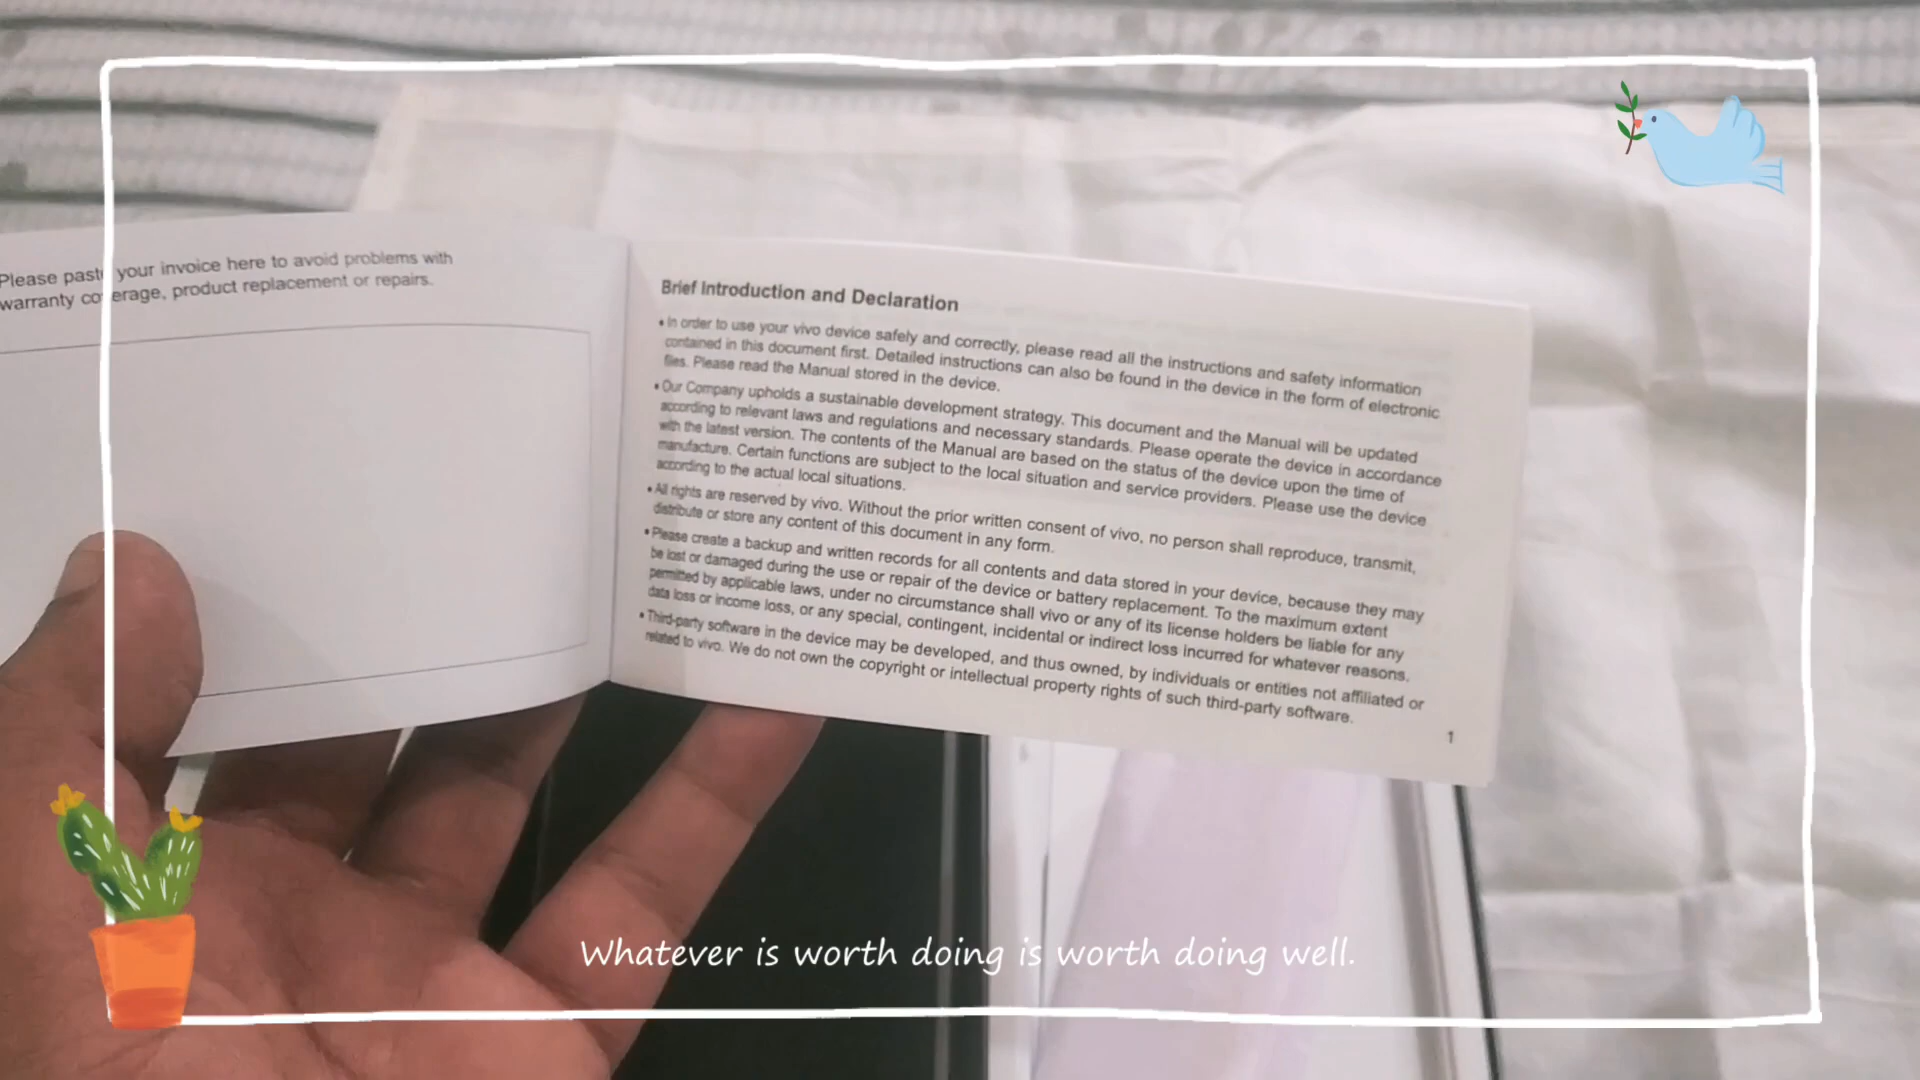 Please paste your invoice here to avoid problems with
warranty coverage, product replacement or repairs.
Brief Introduction and Declaration
• In order to use your vivo device safely and correctly, please read all the instructions and safety information
contained in this document first. Detailed instructions can also be found in the device in the form of electronic
files. Please read the Manual stored in the device.
• Our Company upholds a sustainable development strategy. This document and the Manual will be updated
according to relevant laws and regulations and necessary standards. Please operate the device in accordance
with the latest version. The contents of the Manual are based on the status of the device upon the time of
manufacture. Certain functions are subject to the local situation and service providers. Please use the device
according to the actual local situations.
• All rights are reserved by vivo. Without the prior written consent of vivo, no person shall reproduce, transmit,
distribute or store any content of this document in any form.
• Please create a backup and written records for all contents and data stored in your device, because they may
be lost or damaged during the use or repair of the device or battery replacement. To the maximum extent
permitted by applicable laws, under no circumstance shall vivo or any of its license holders be liable for any
data loss or income loss, or any special, contingent, incidental or indirect loss incurred for whatever reasons.
• Third-party software in the device may be developed, and thus owned, by individuals or entities not affiliated or
related to vivo. We do not own the copyright or intellectual property rights of such third-party software.
1
Whatever is worth doing is worth doing well.